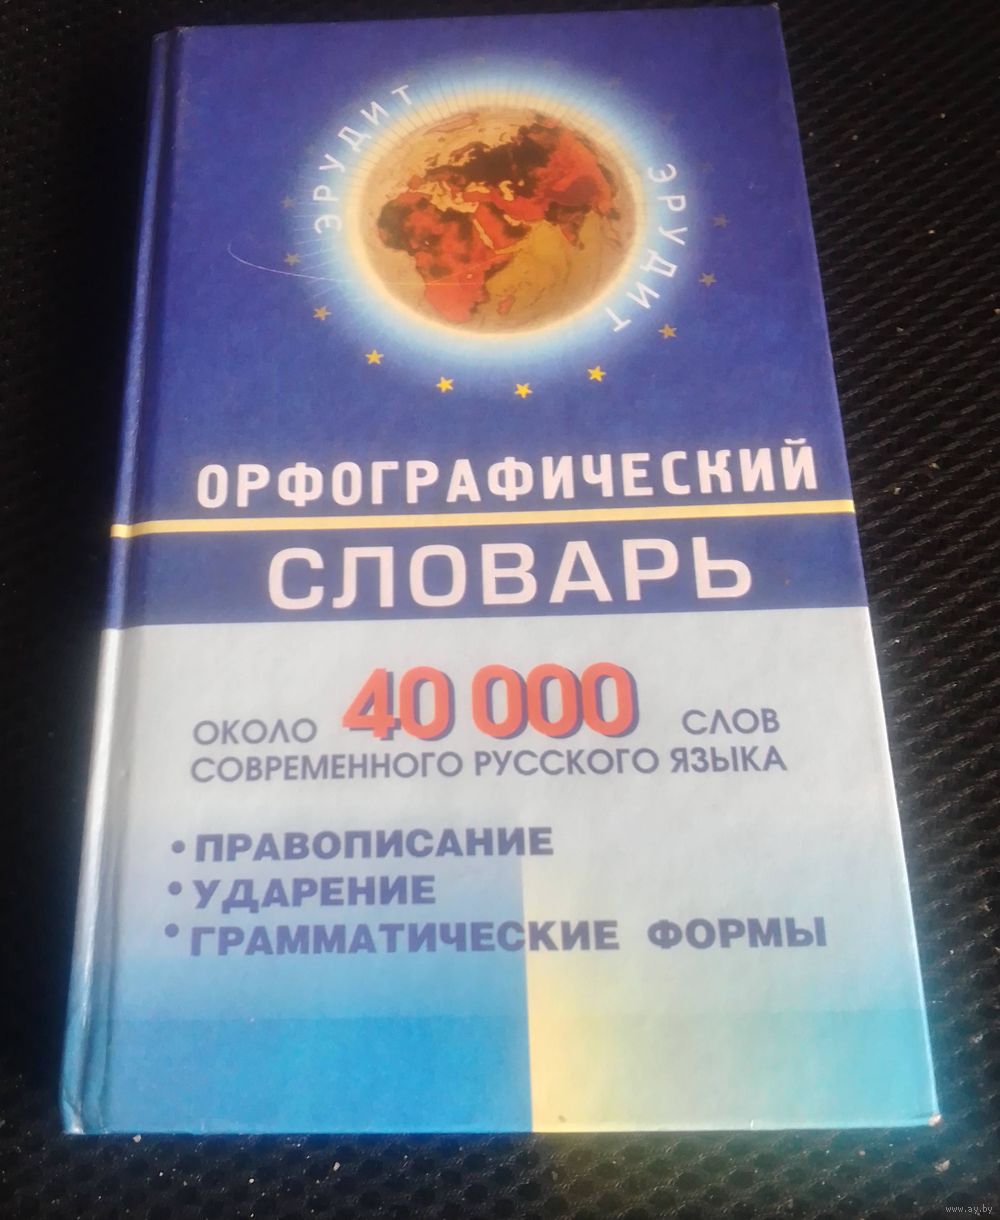 ЭРУДИТ
ЭРУДИТ
ОРФОГРАФИЧЕСКИЙ
СЛОВАРЬ
ОКОЛО 40 000 СЛОВ
СОВРЕМЕННОГО РУССКОГО ЯЗЫКА
• ПРАВОПИСАНИЕ
• УДАРЕНИЕ
• ГРАММАТИЧЕСКИЕ ФОРМЫ
www.ay.by